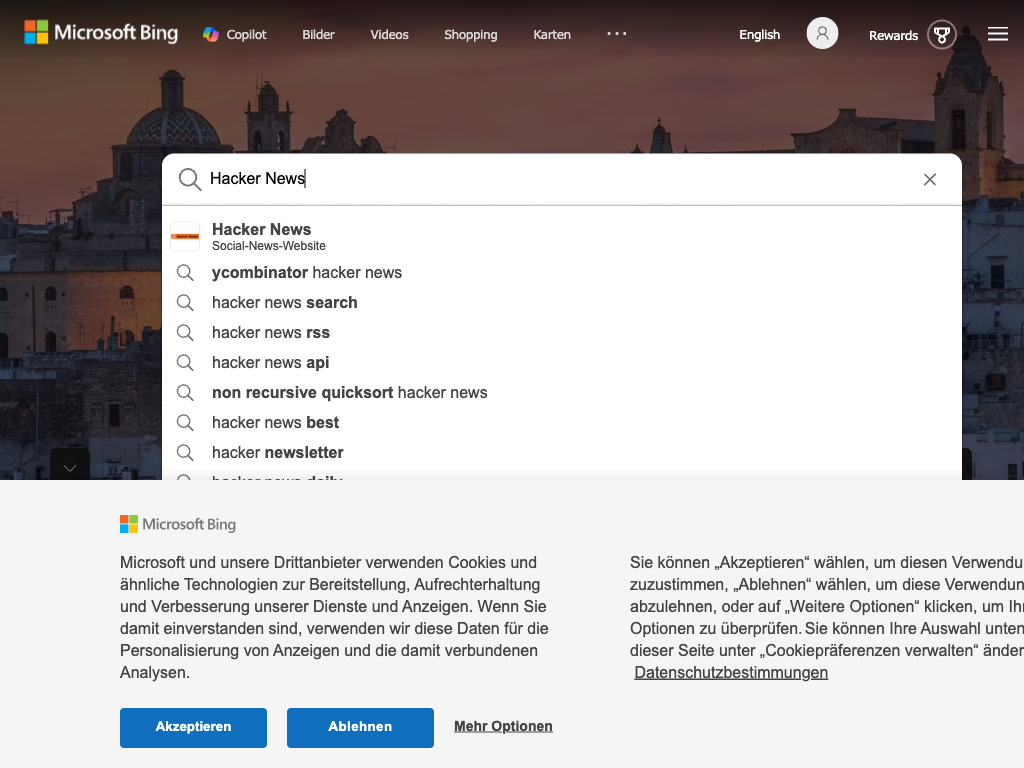 Microsoft Bing
Copilot
Bilder
Videos
Shopping
Karten
English
Rewards
Hacker News
Hacker News
Social-News-Website
ycombinator hacker news
hacker news search
hacker news rss
hacker news api
non recursive quicksort hacker news
hacker news best
hacker newsletter
hacker news daily
Microsoft Bing
Microsoft und unsere Drittanbieter verwenden Cookies und
ähnliche Technologien zur Bereitstellung, Aufrechterhaltung
und Verbesserung unserer Dienste und Anzeigen. Wenn Sie
damit einverstanden sind, verwenden wir diese Daten für die
Personalisierung von Anzeigen und die damit verbundenen
Analysen.
Sie können „Akzeptieren“ wählen, um diesen Verwendu
zuzustimmen, „Ablehnen“ wählen, um diese Verwendun
abzulehnen, oder auf „Weitere Optionen“ klicken, um Ih
Optionen zu überprüfen. Sie können Ihre Auswahl unten
dieser Seite unter „Cookiepräferenzen verwalten“ änder
Datenschutzbestimmungen
Akzeptieren
Ablehnen
Mehr Optionen